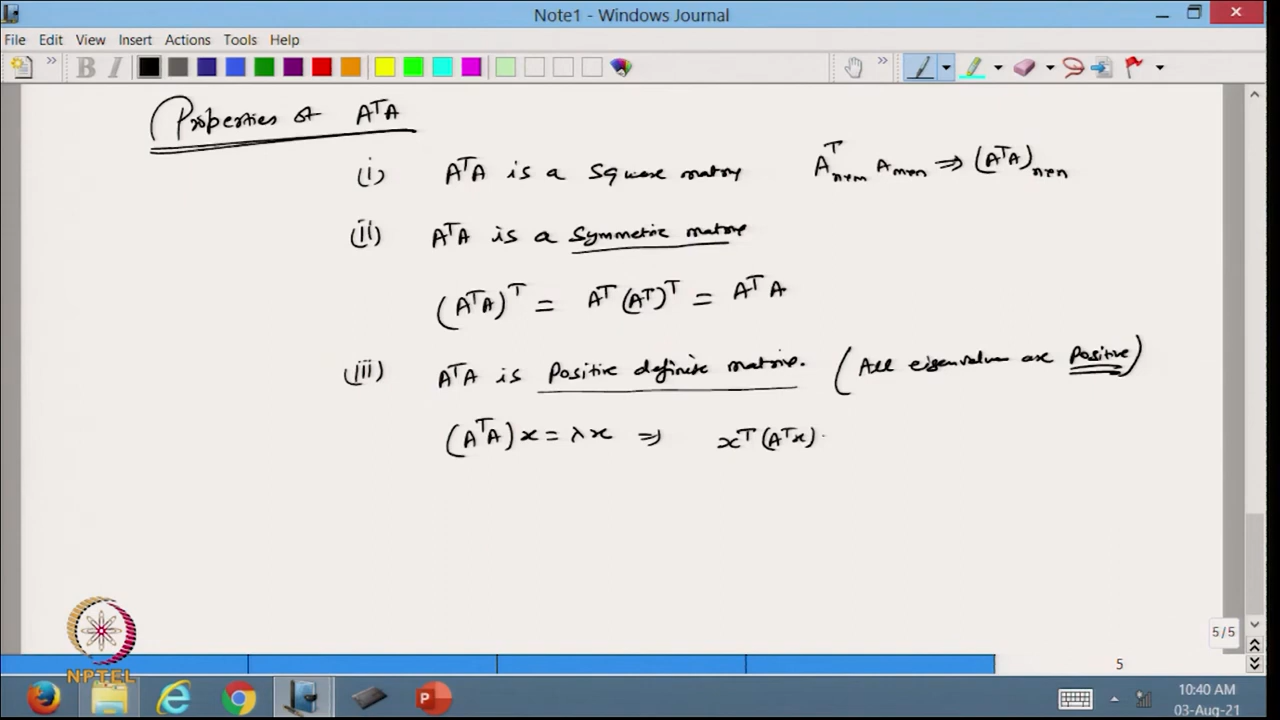 Note1 - Windows Journal
File Edit View Insert Actions Tools Help
Properties of AᵀA
(i) AᵀA is a square matrix Aᵀₙₓₘ Aₘₓₙ ⇒ (AᵀA)ₙₓₙ
(ii) AᵀA is a Symmetric matrix
(AᵀA)ᵀ = Aᵀ(Aᵀ)ᵀ = AᵀA
(iii) AᵀA is Positive definite matrix. (All eigenvalues are Positive)
(AᵀA)x = λx ⇒ xᵀ(Aᵀx)
5/5
5
NPTEL
10:40 AM
03-Aug-21